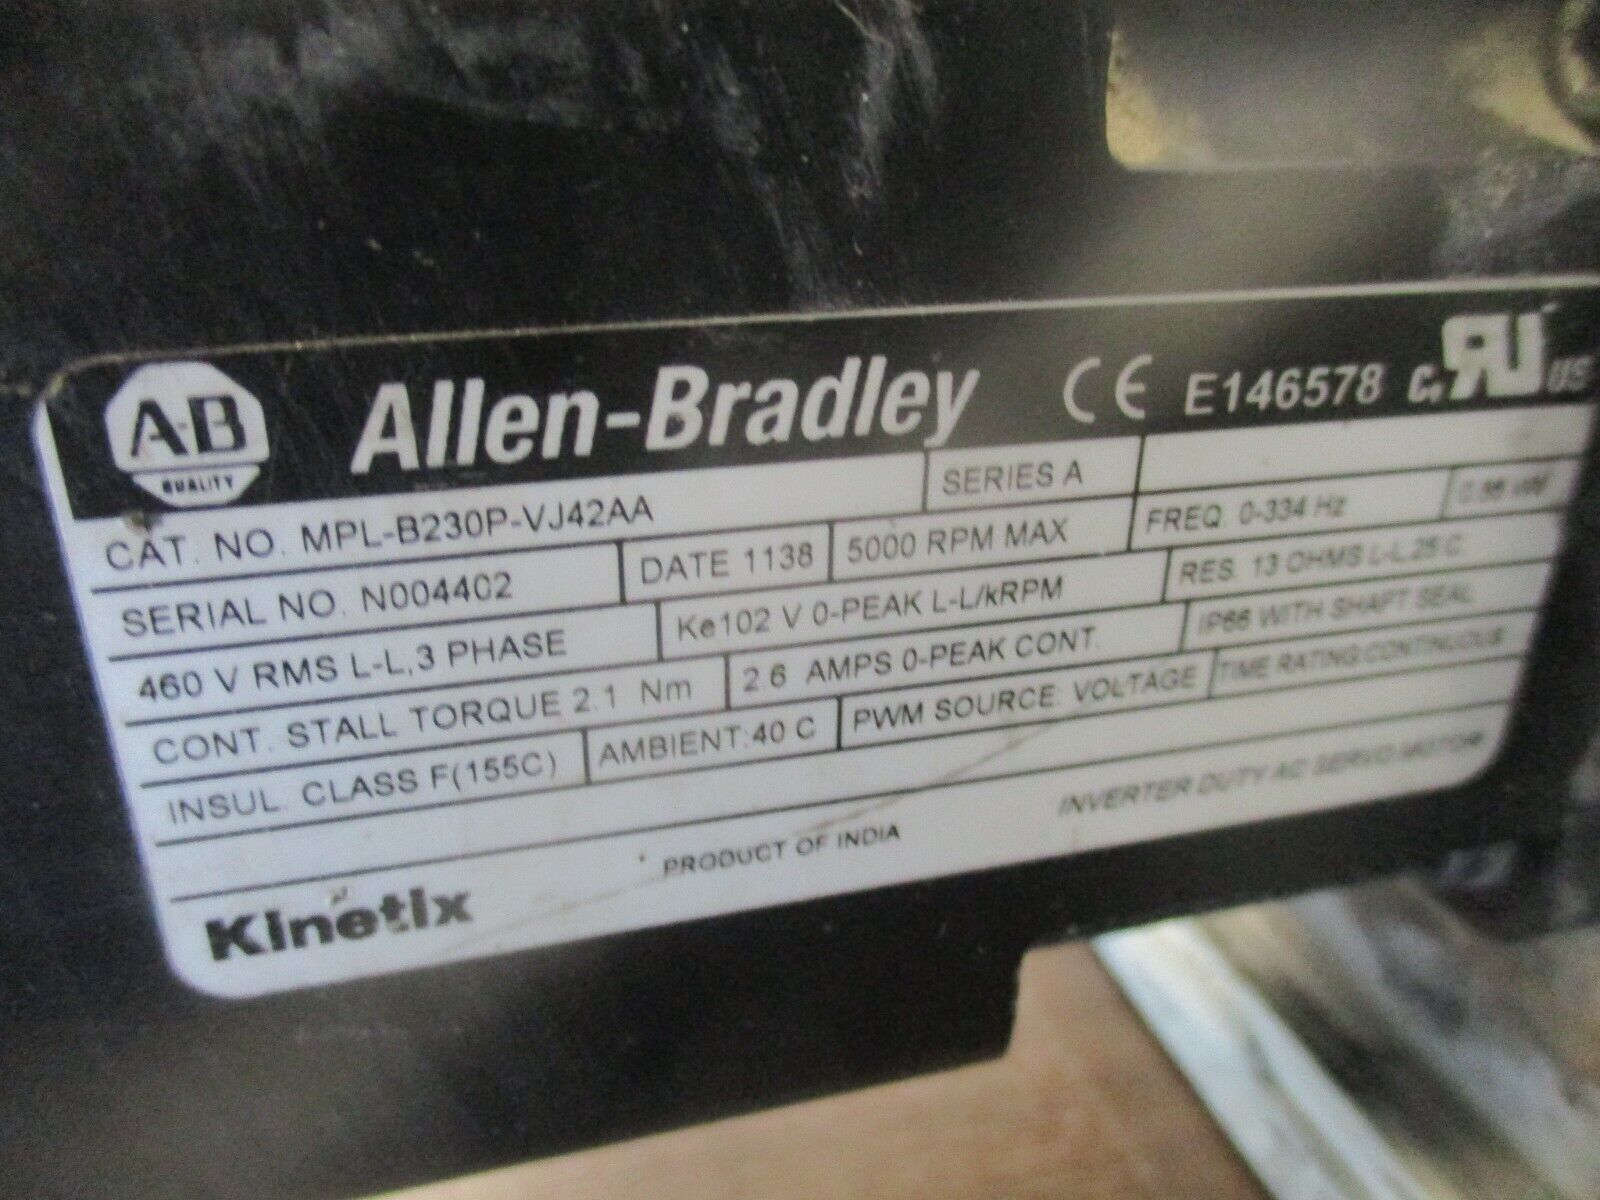 A-B QUALITY Allen-Bradley CE E146578 c RU US
CAT. NO. MPL-B230P-VJ42AA SERIES A
SERIAL NO. N004402 DATE 1138 5000 RPM MAX FREQ. 0-334 Hz
460 V RMS L-L,3 PHASE Ke102 V 0-PEAK L-L/kRPM RES. 13 OHMS L-L,25 C
CONT. STALL TORQUE 2.1 Nm 2.6 AMPS 0-PEAK CONT. IP66 WITH SHAFT SEAL
INSUL. CLASS F(155C) AMBIENT:40 C PWM SOURCE: VOLTAGE TIME RATING:CONTINUOUS
Kinetix PRODUCT OF INDIA INVERTER DUTY AC SERVO MOTOR